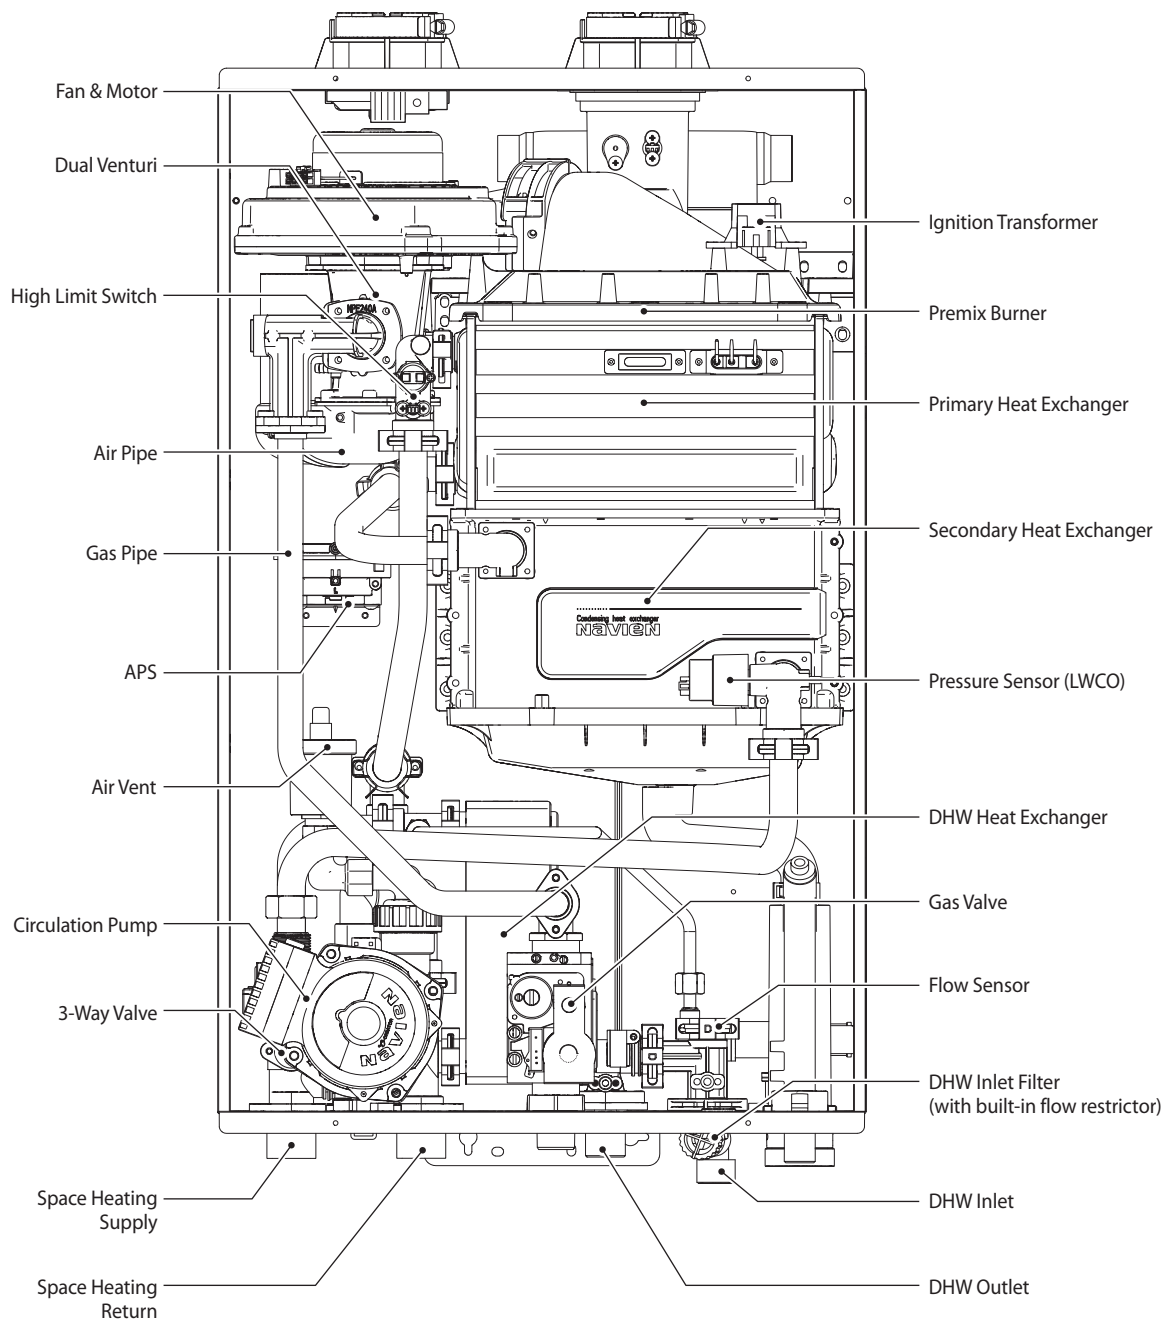 Fan & Motor
Dual Venturi
High Limit Switch
Air Pipe
Gas Pipe
APS
Air Vent
Circulation Pump
3-Way Valve
Space Heating
Supply
Space Heating
Return
NPE240A
L
Condensing heat exchanger
NAVIEN
NAVIEN
D
D
Ignition Transformer
Premix Burner
Primary Heat Exchanger
Secondary Heat Exchanger
Pressure Sensor (LWCO)
DHW Heat Exchanger
Gas Valve
Flow Sensor
DHW Inlet Filter
(with built-in flow restrictor)
DHW Inlet
DHW Outlet